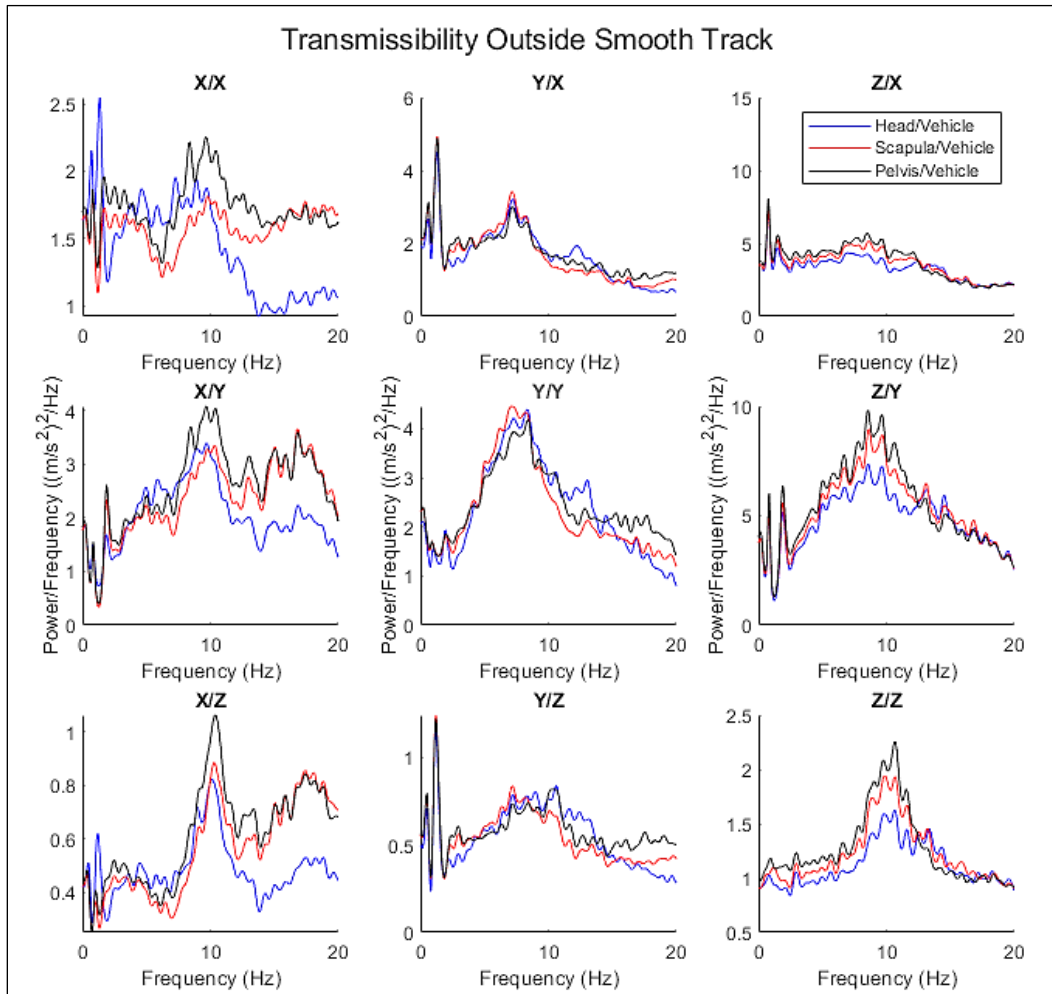 Transmissibility Outside Smooth Track
X/X
2.5
2
1.5
1
0 10 20
Frequency (Hz)
Y/X
6
4
2
0
0 10 20
Frequency (Hz)
Z/X
15
10
5
0
0 10 20
Frequency (Hz)
Head/Vehicle
Scapula/Vehicle
Pelvis/Vehicle
X/Y
Power/Frequency ((m/s²)²/Hz)
4
3
2
1
0
0 10 20
Frequency (Hz)
Y/Y
Power/Frequency ((m/s²)²/Hz)
4
3
2
1
0
0 10 20
Frequency (Hz)
Z/Y
Power/Frequency ((m/s²)²/Hz)
10
5
0
0 10 20
Frequency (Hz)
X/Z
1
0.8
0.6
0.4
0 10 20
Frequency (Hz)
Y/Z
1
0.5
0
0 10 20
Frequency (Hz)
Z/Z
2.5
2
1.5
1
0.5
0 10 20
Frequency (Hz)